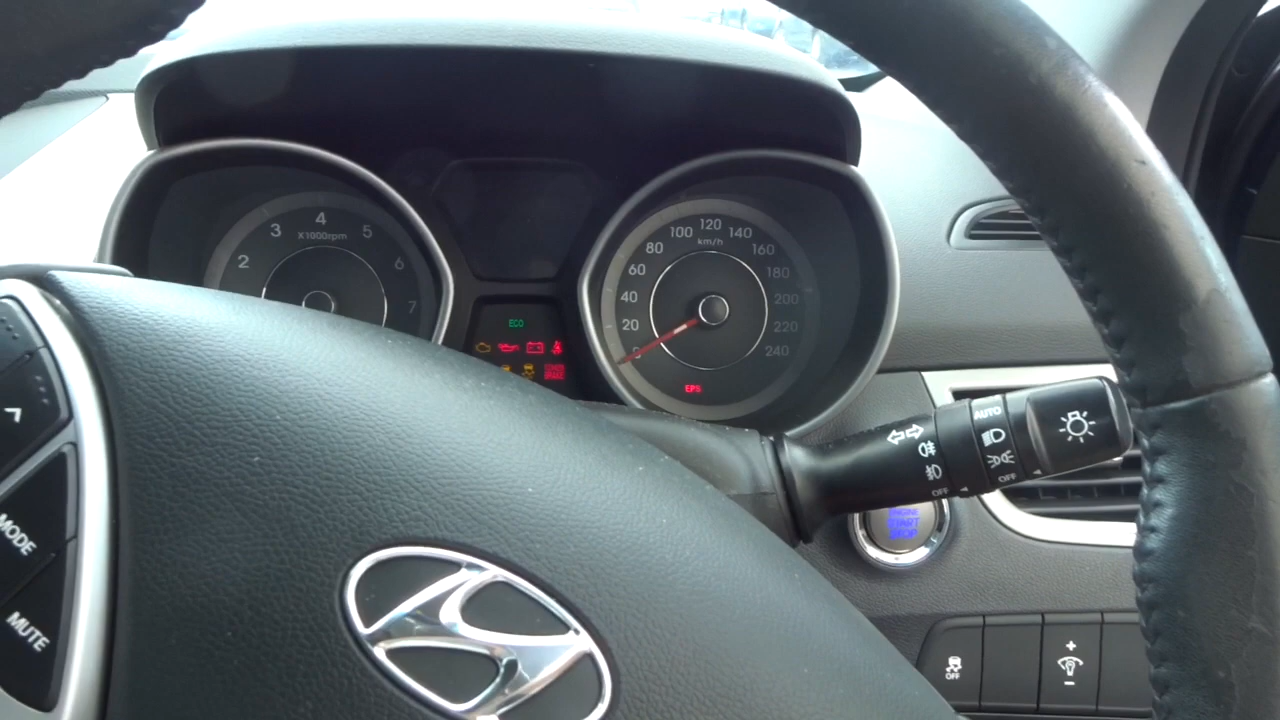 4
3
5
X1000rpm
2
6
7
120
100
140
km/h
80
160
60
180
40
200
20
220
0
240
ECO
EPS
AUTO
OFF
OFF
ENGINE
START
STOP
MODE
MUTE
OFF
+
-